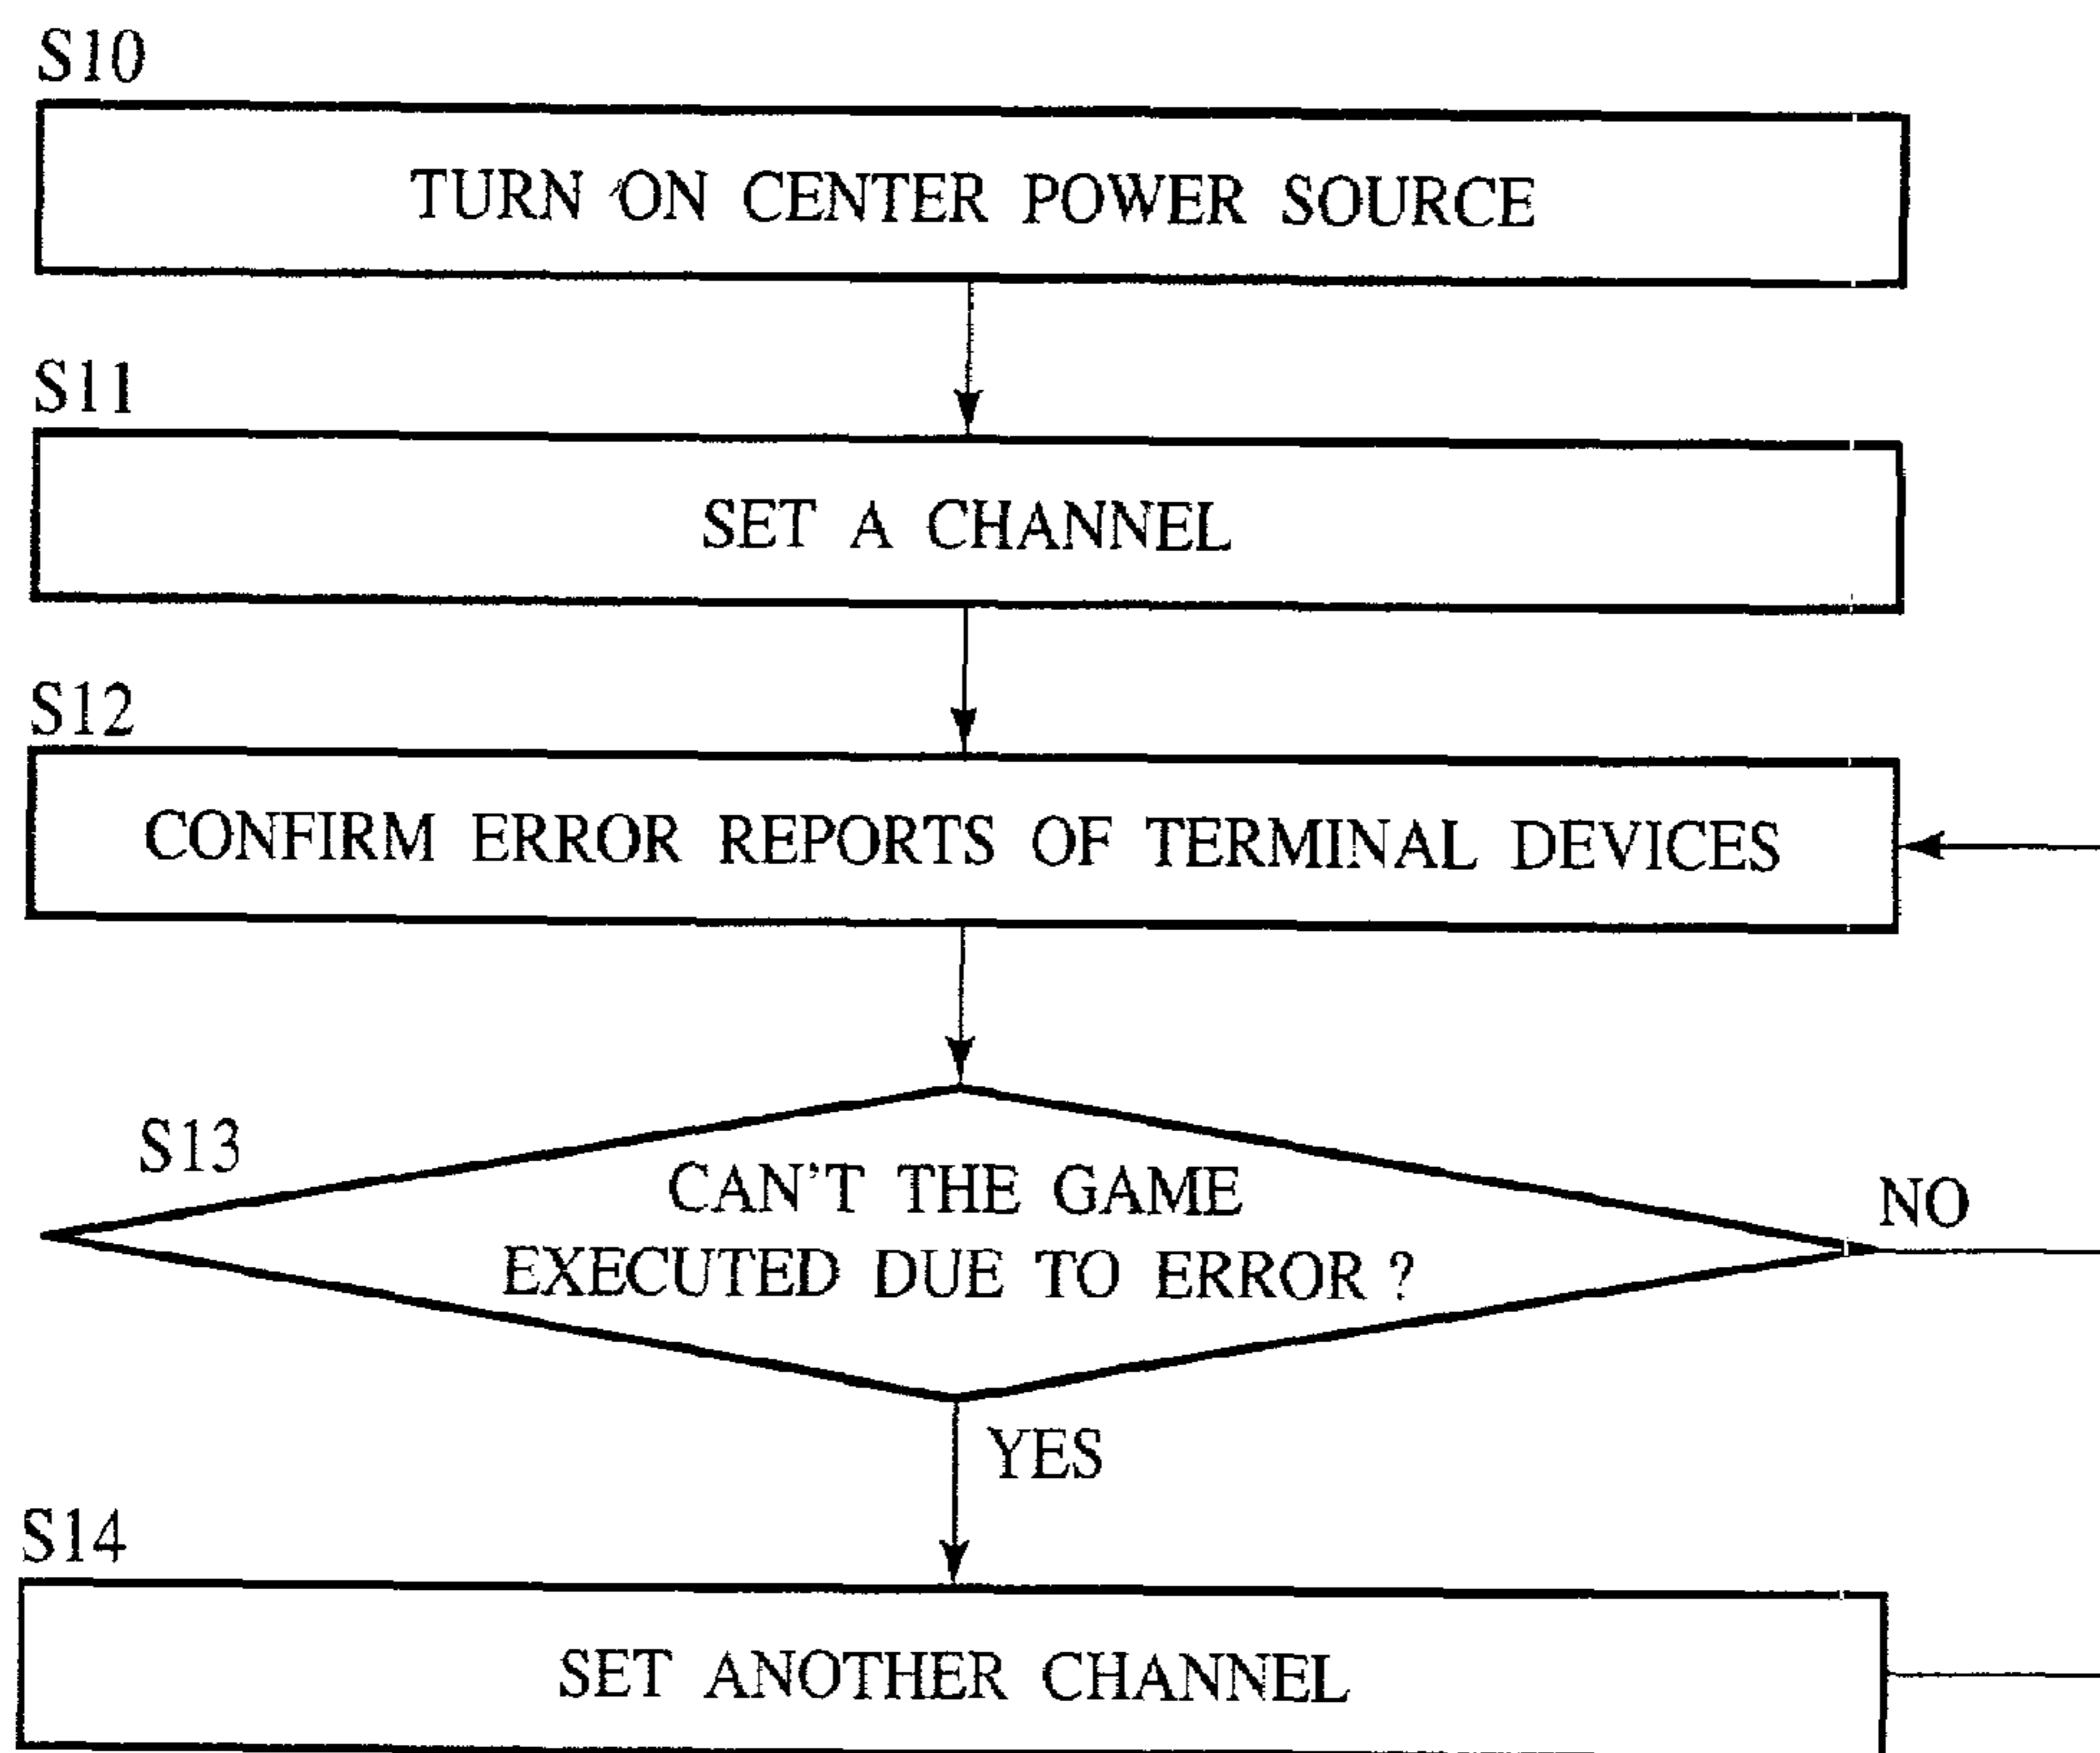 S10
TURN ON CENTER POWER SOURCE
S11
SET A CHANNEL
S12
CONFIRM ERROR REPORTS OF TERMINAL DEVICES
S13
CAN'T THE GAME
EXECUTED DUE TO ERROR ?
NO
YES
S14
SET ANOTHER CHANNEL